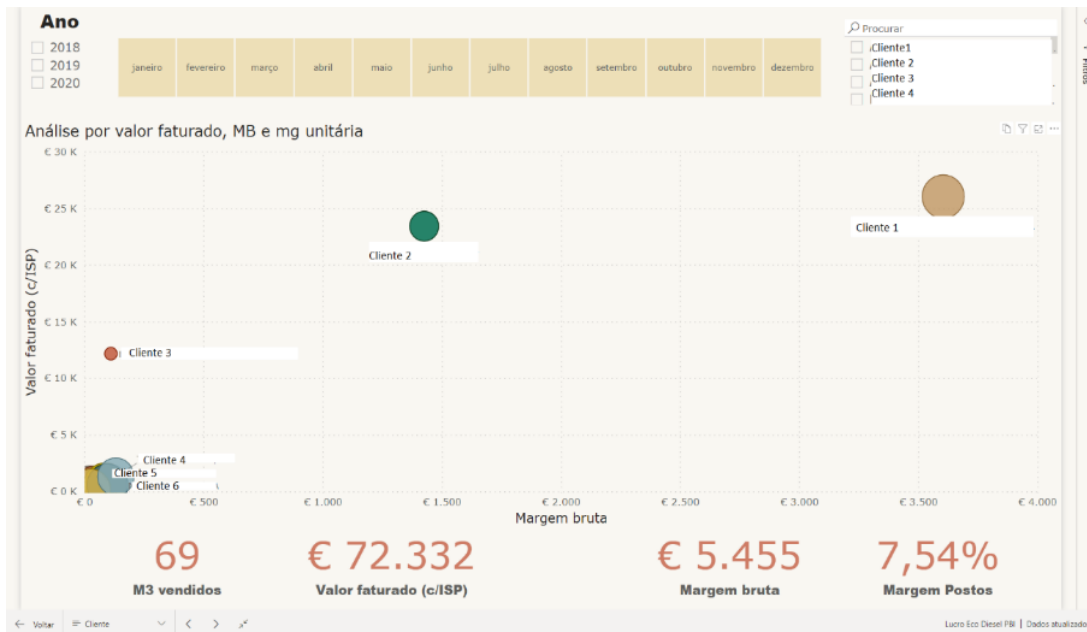 Ano
2018
2019
2020
janeiro fevereiro março abril maio junho julho agosto setembro outubro novembro dezembro
Procurar
Cliente1
Cliente 2
Cliente 3
Cliente 4
Análise por valor faturado, MB e mg unitária
€ 30 K
€ 25 K
€ 20 K
€ 15 K
€ 10 K
€ 5 K
€ 0 K
Valor faturado (c/ISP)
Cliente 1
Cliente 2
Cliente 3
Cliente 4
Cliente 5
Cliente 6
€ 0 € 500 € 1.000 € 1.500 € 2.000 € 2.500 € 3.000 € 3.500 € 4.000
Margem bruta
69 € 72.332 € 5.455 7,54%
M3 vendidos Valor faturado (c/ISP) Margem bruta Margem Postos
Voltar Cliente Lucro Eco Diesel PBI | Dados atualizado